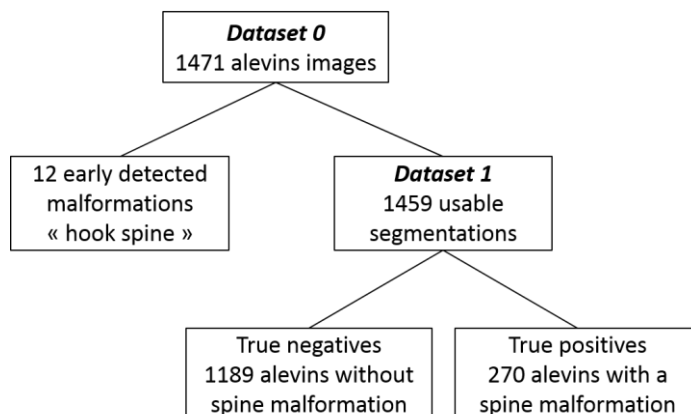 Dataset 0
1471 alevins images
12 early detected
malformations
« hook spine »
Dataset 1
1459 usable
segmentations
True negatives
1189 alevins without
spine malformation
True positives
270 alevins with a
spine malformation